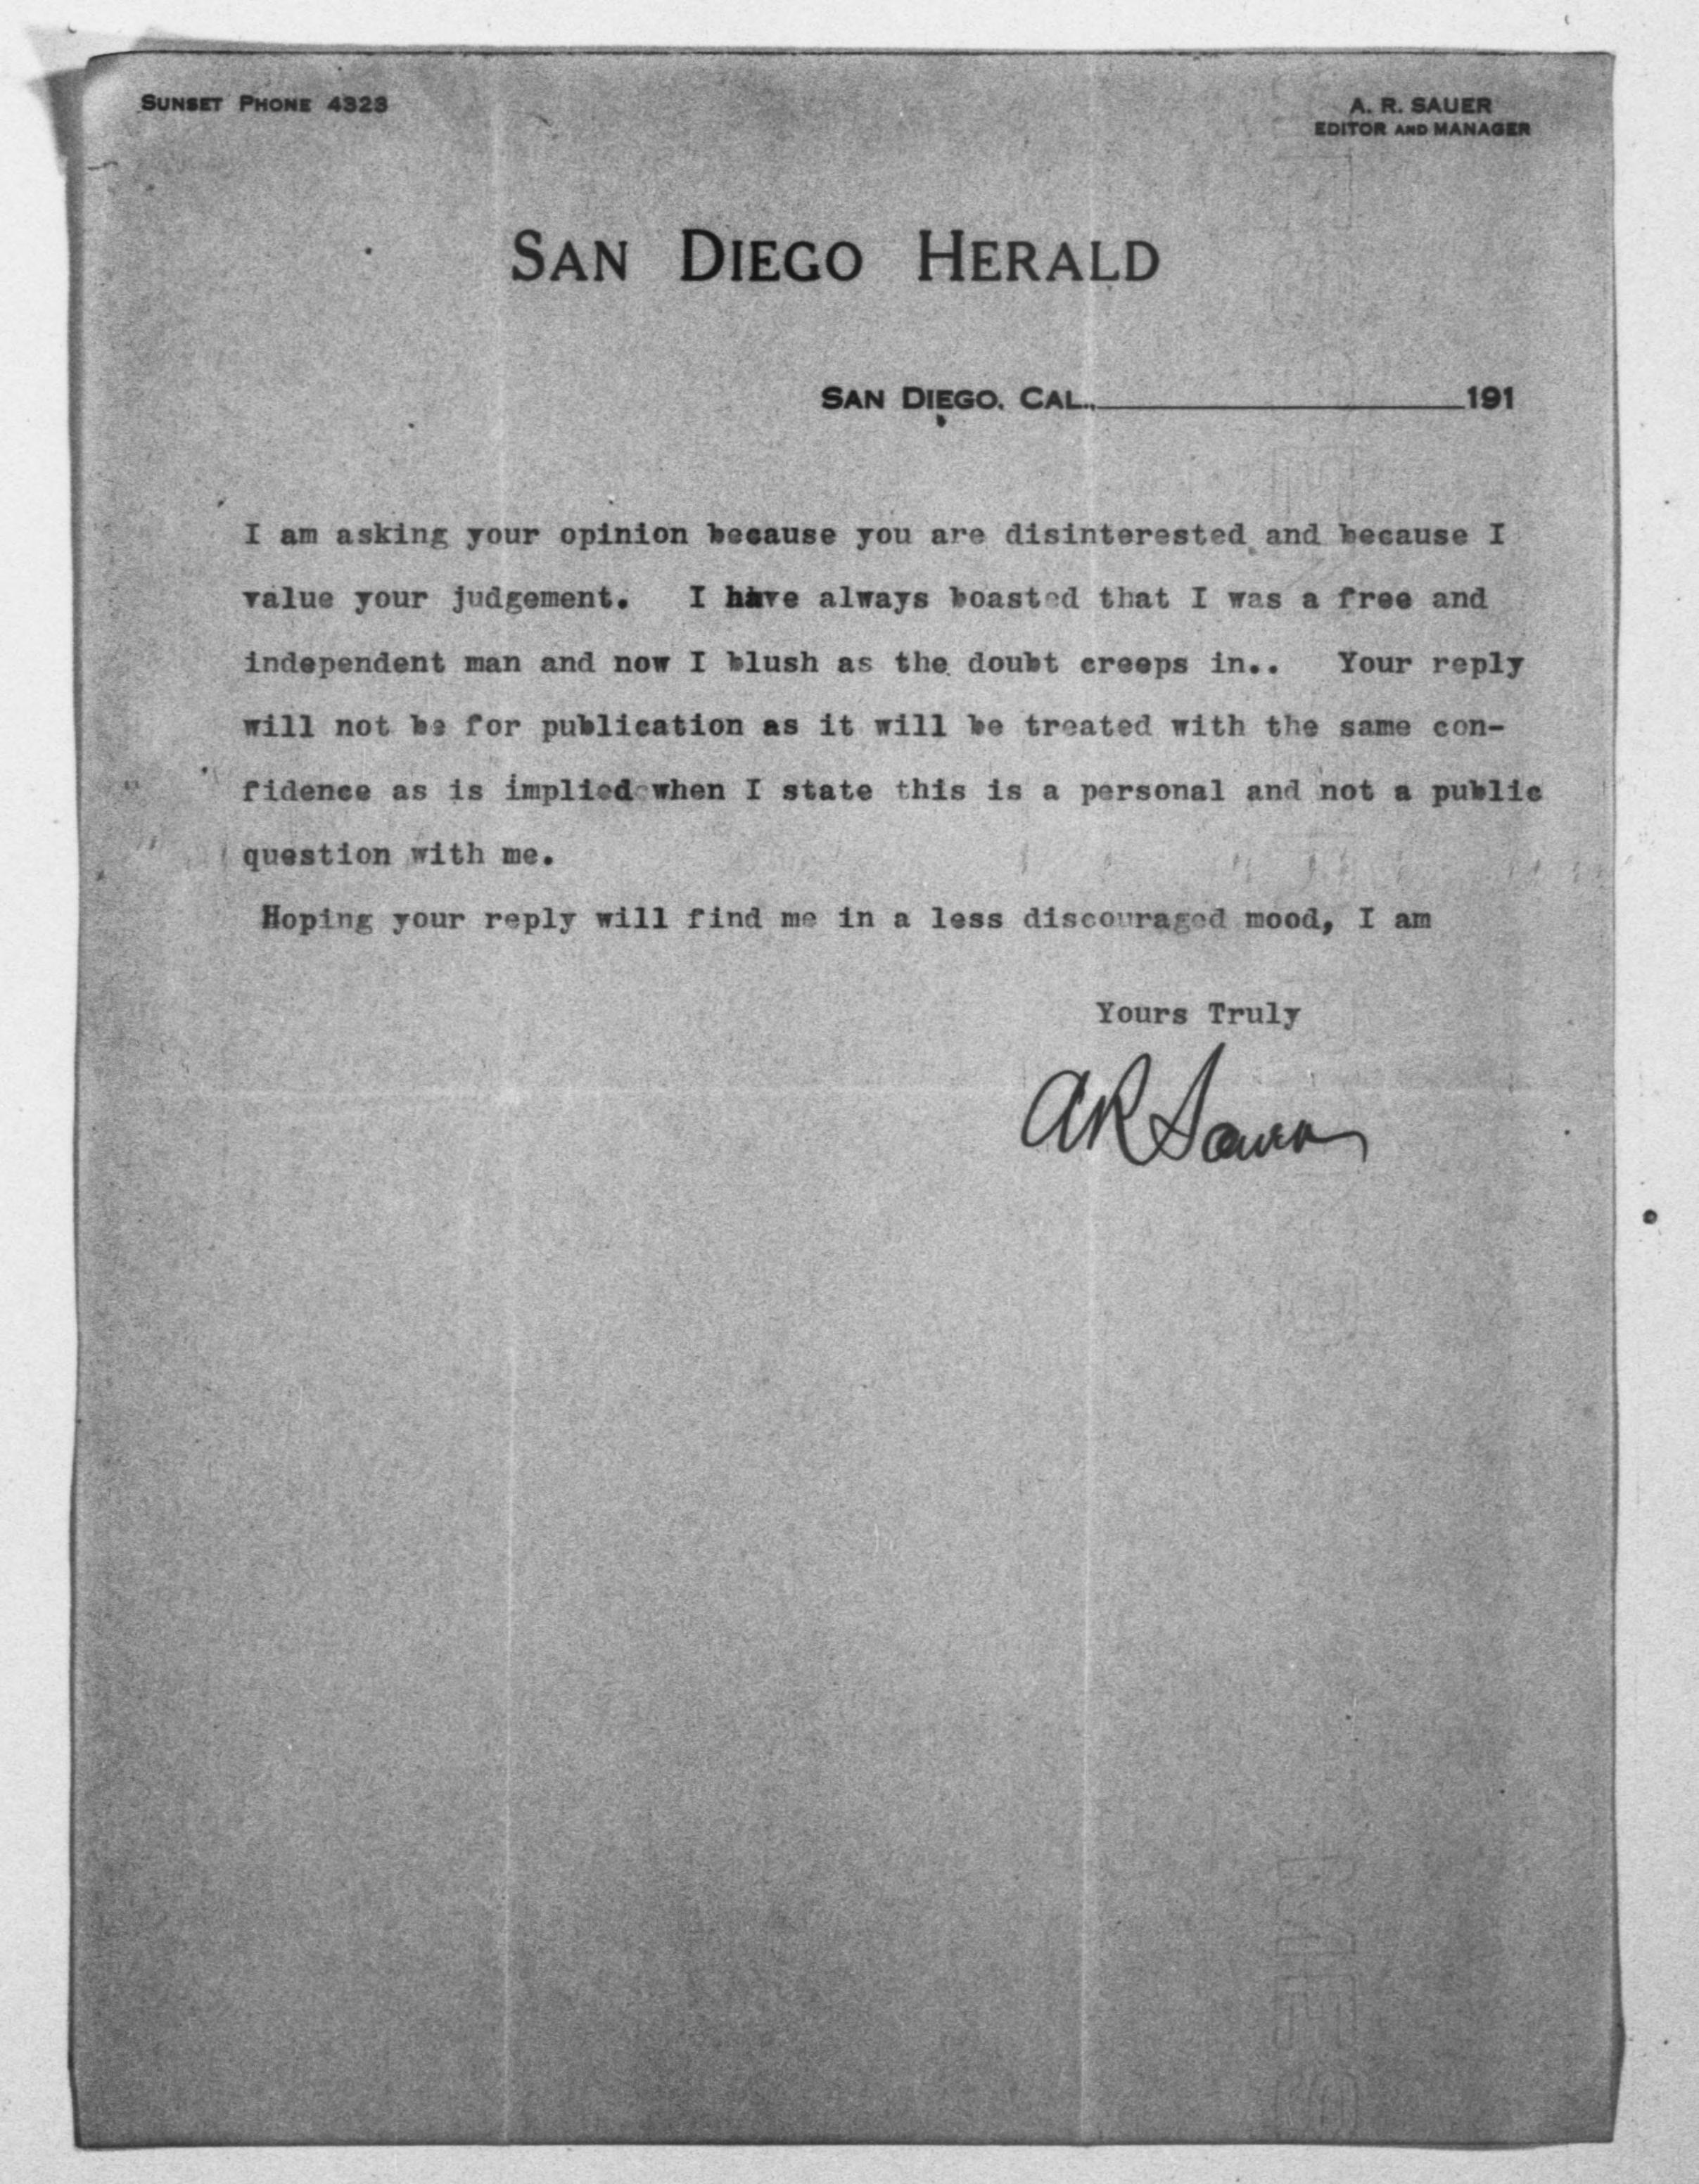 SUNSET PHONE 4323
A. R. SAUER
EDITOR AND MANAGER
SAN DIEGO HERALD
SAN DIEGO, CAL., 191
I am asking your opinion because you are disinterested and because I
value your judgement. I have always boasted that I was a free and
independent man and now I blush as the doubt creeps in.. Your reply
will not be for publication as it will be treated with the same con-
fidence as is implied when I state this is a personal and not a public
question with me.
Hoping your reply will find me in a less discouraged mood, I am
Yours Truly
AR Sauer